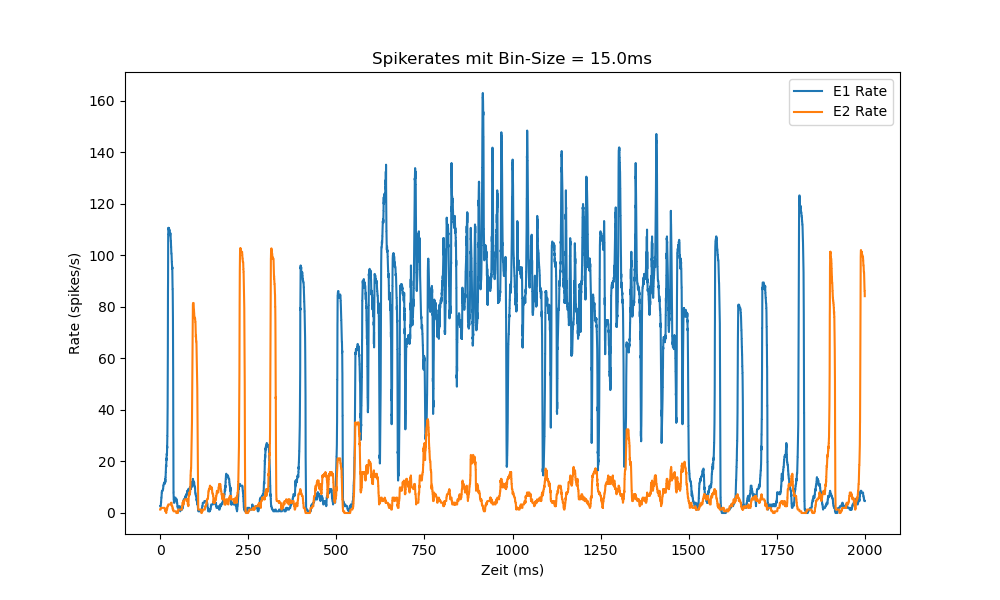 Spikerates mit Bin-Size = 15.0ms
E1 Rate
E2 Rate
160
140
120
100
80
60
40
20
0
Rate (spikes/s)
0 250 500 750 1000 1250 1500 1750 2000
Zeit (ms)